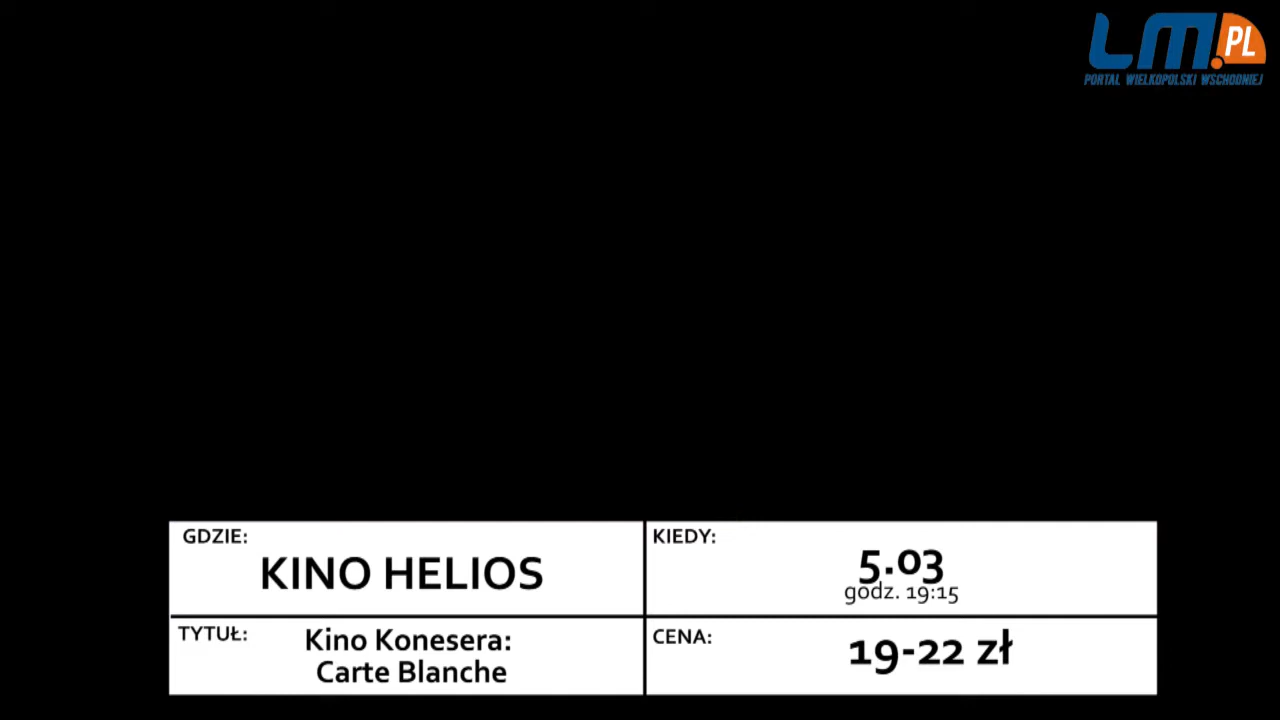 LM.PL
PORTAL WIELKOPOLSKI WSCHODNIEJ
GDZIE:
KINO HELIOS
KIEDY:
5.03
godz. 19:15
TYTUŁ:
Kino Konesera:
Carte Blanche
CENA:
19-22 zł